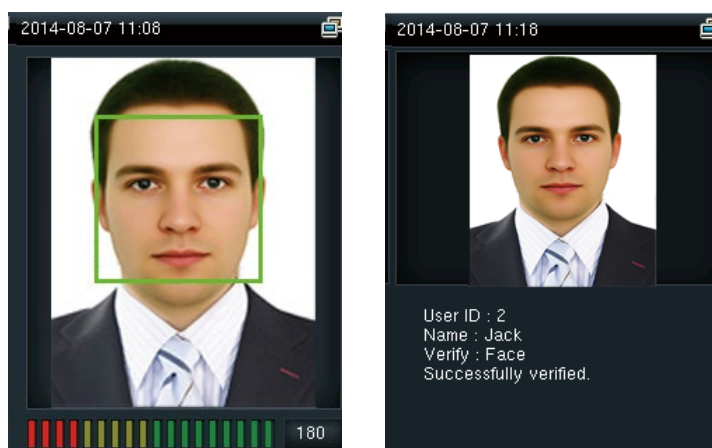 2014-08-07 11:08
180
2014-08-07 11:18
User ID : 2
Name : Jack
Verify : Face
Successfully verified.